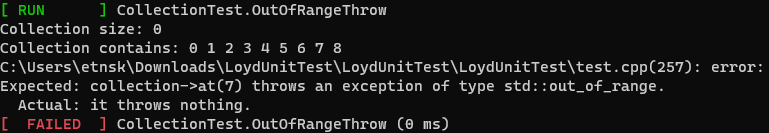 [ RUN      ] CollectionTest.OutOfRangeThrow
Collection size: 0
Collection contains: 0 1 2 3 4 5 6 7 8
C:\Users\etnsk\Downloads\LoydUnitTest\LoydUnitTest\LoydUnitTest\test.cpp(257): error:
Expected: collection->at(7) throws an exception of type std::out_of_range.
  Actual: it throws nothing.
[  FAILED  ] CollectionTest.OutOfRangeThrow (0 ms)